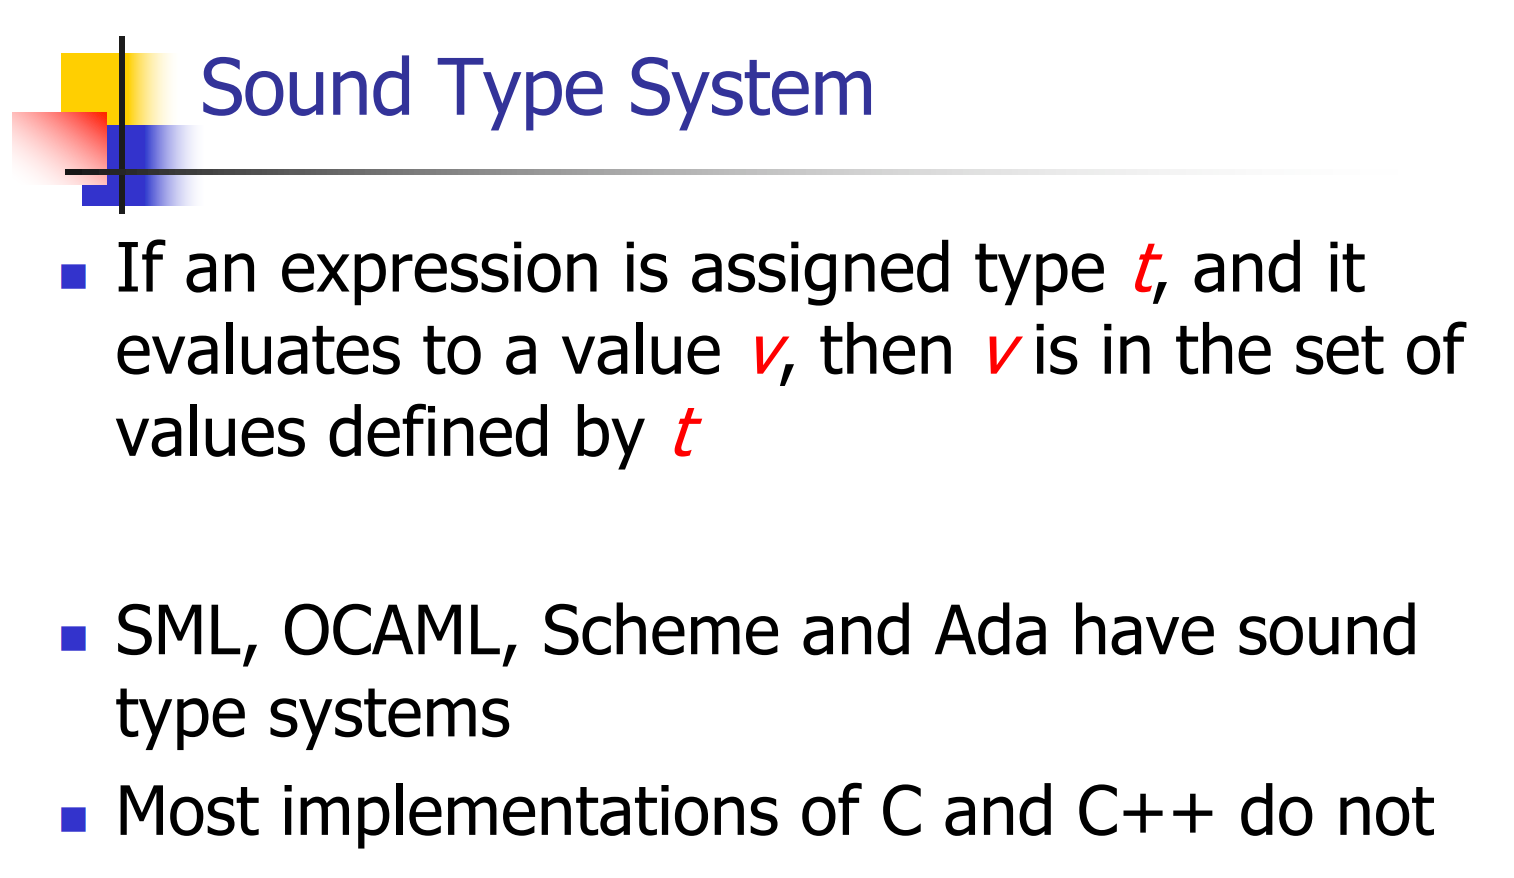 Sound Type System
If an expression is assigned type t, and it
evaluates to a value v, then v is in the set of
values defined by t
SML, OCAML, Scheme and Ada have sound
type systems
Most implementations of C and C++ do not